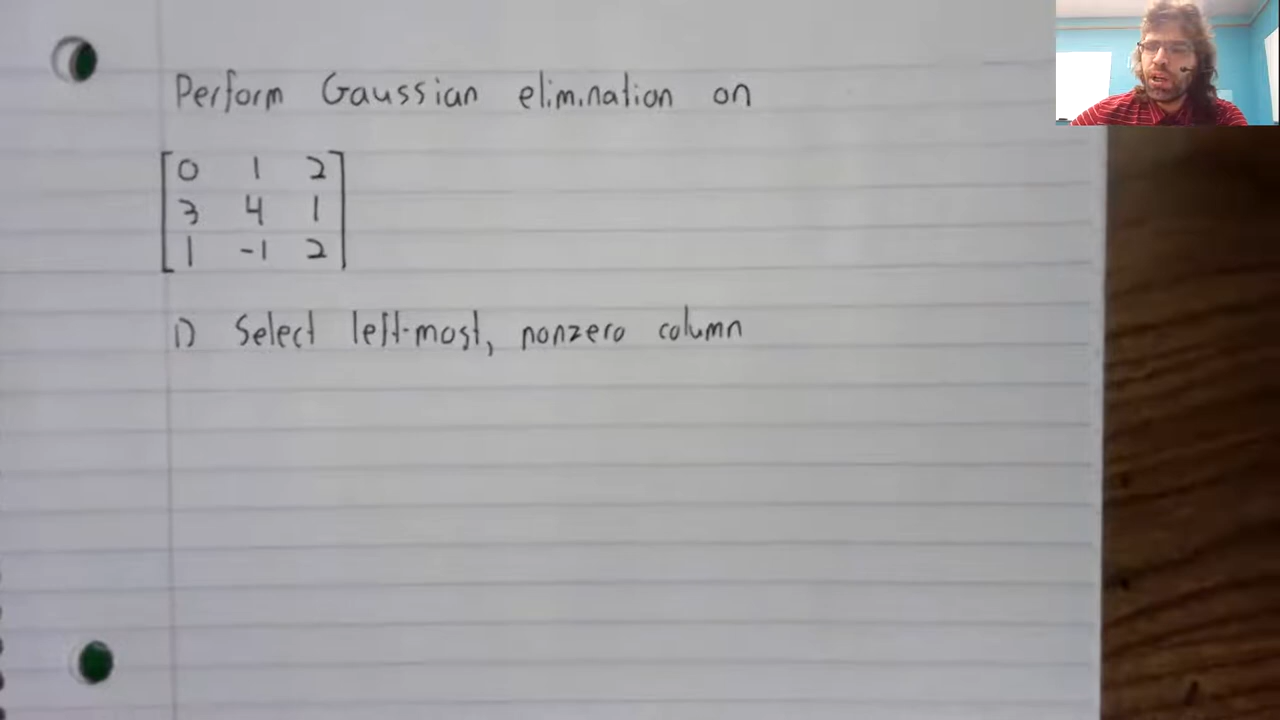 Perform Gaussian elimination on
0 1 2
3 4 1
1 -1 2
1) Select left-most, nonzero column